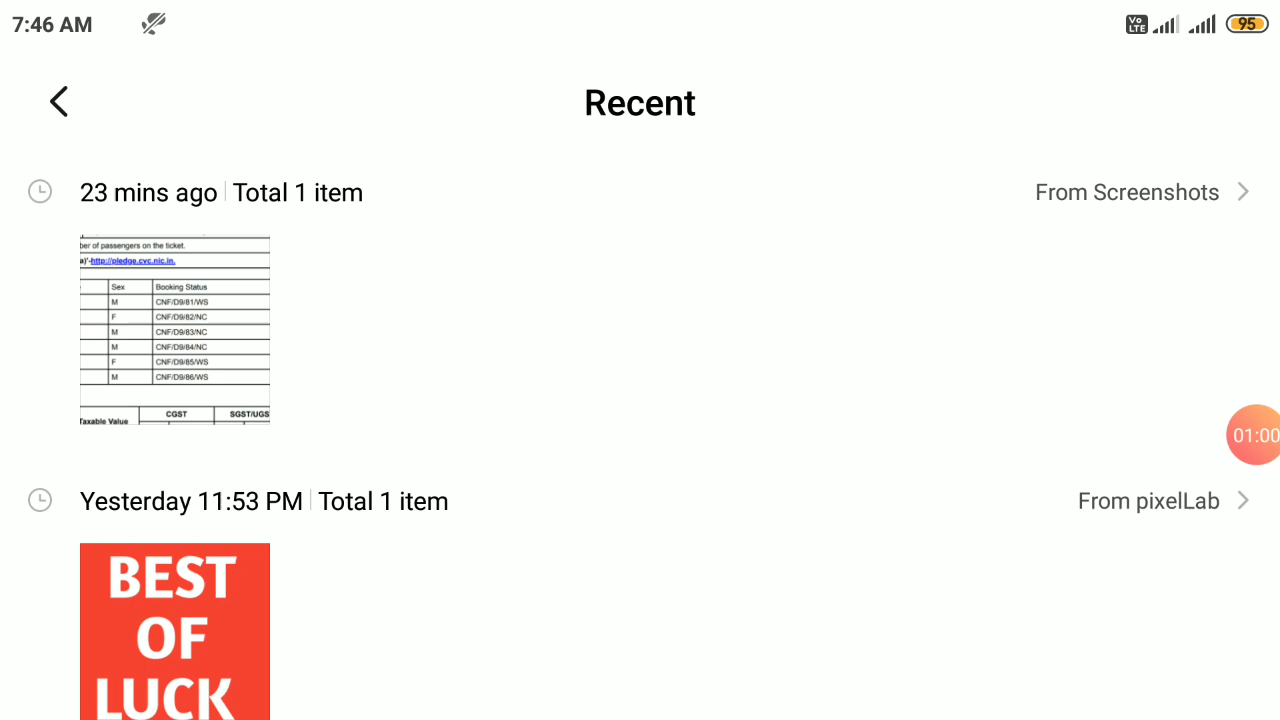 7:46 AM
Vo LTE
95
Recent
23 mins ago Total 1 item
From Screenshots
ber of passengers on the ticket.
a)'-http://pledge.cvc.nic.in.
Sex Booking Status
M CNF/D9/81/WS
F CNF/D9/82/NC
M CNF/D9/83/NC
M CNF/D9/84/NC
F CNF/D9/85/WS
M CNF/D9/86/WS
Taxable Value CGST SGST/UGS
01:00
Yesterday 11:53 PM Total 1 item
From pixelLab
BEST
OF
LUCK